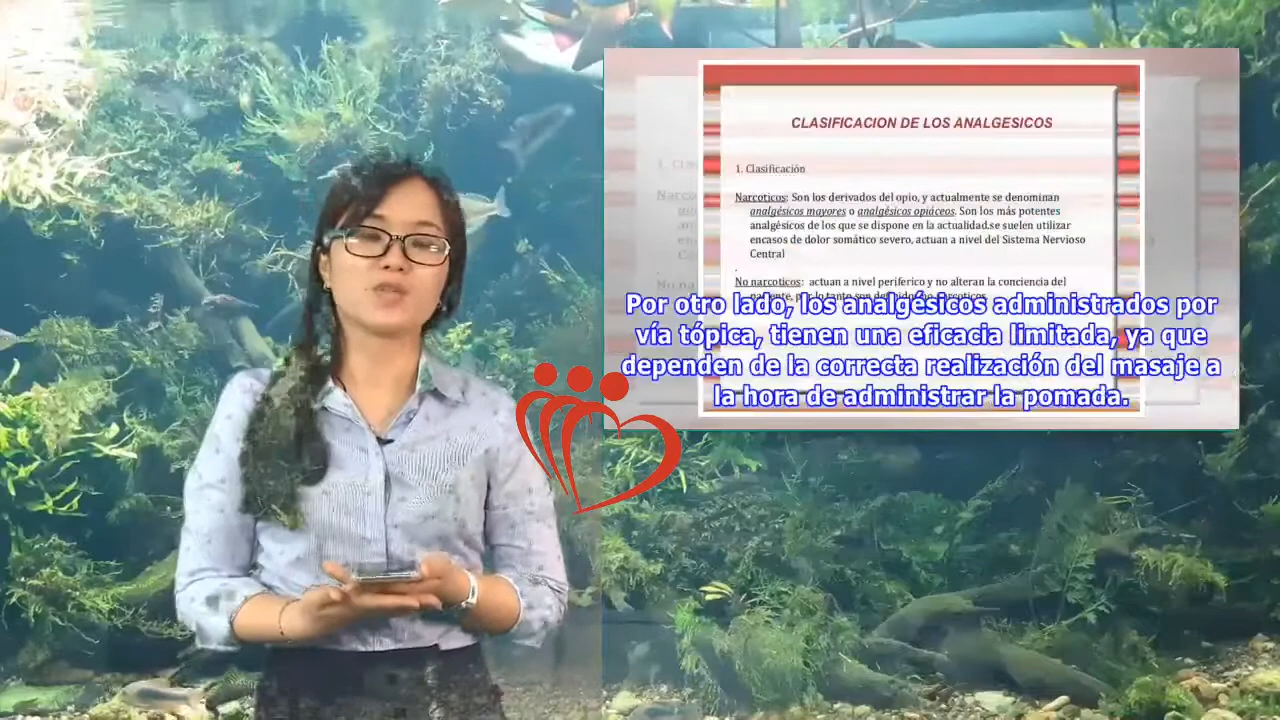 CLASIFICACION DE LOS ANALGESICOS
1. Clasificación
Narcoticos: Son los derivados del opio, y actualmente se denominan
analgésicos mayores o analgésicos opiáceos. Son los más potentes
analgésicos de los que se dispone en la actualidad.se suelen utilizar
encasos de dolor somático severo, actuan a nivel del Sistema Nervioso
Central
.
No narcoticos: actuan a nivel periferico y no alteran la conciencia del
Por otro lado, los analgésicos administrados por
vía tópica, tienen una eficacia limitada, ya que
dependen de la correcta realización del masaje a
la hora de administrar la pomada.